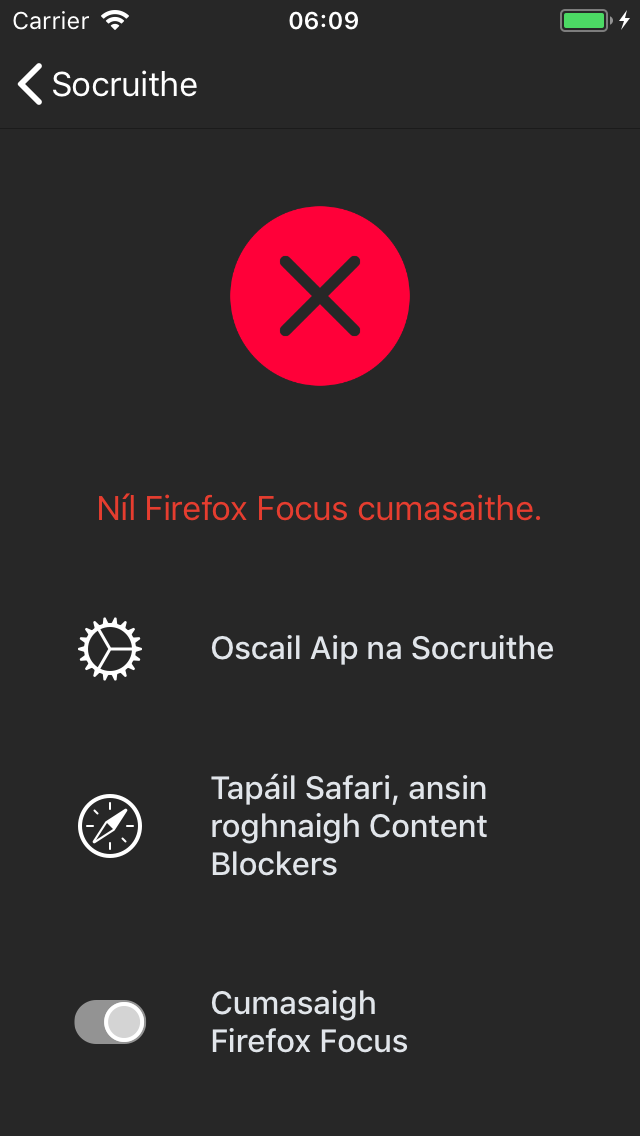 Carrier 06:09
Socruithe
Níl Firefox Focus cumasaithe.
Oscail Aip na Socruithe
Tapáil Safari, ansin
roghnaigh Content
Blockers
Cumasaigh
Firefox Focus